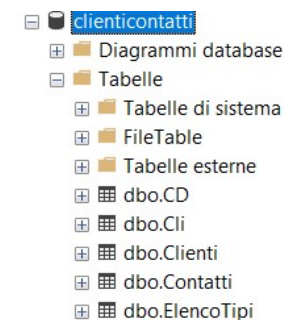 clienticontatti
Diagrammi database
Tabelle
Tabelle di sistema
FileTable
Tabelle esterne
dbo.CD
dbo.Cli
dbo.Clienti
dbo.Contatti
dbo.ElencoTipi